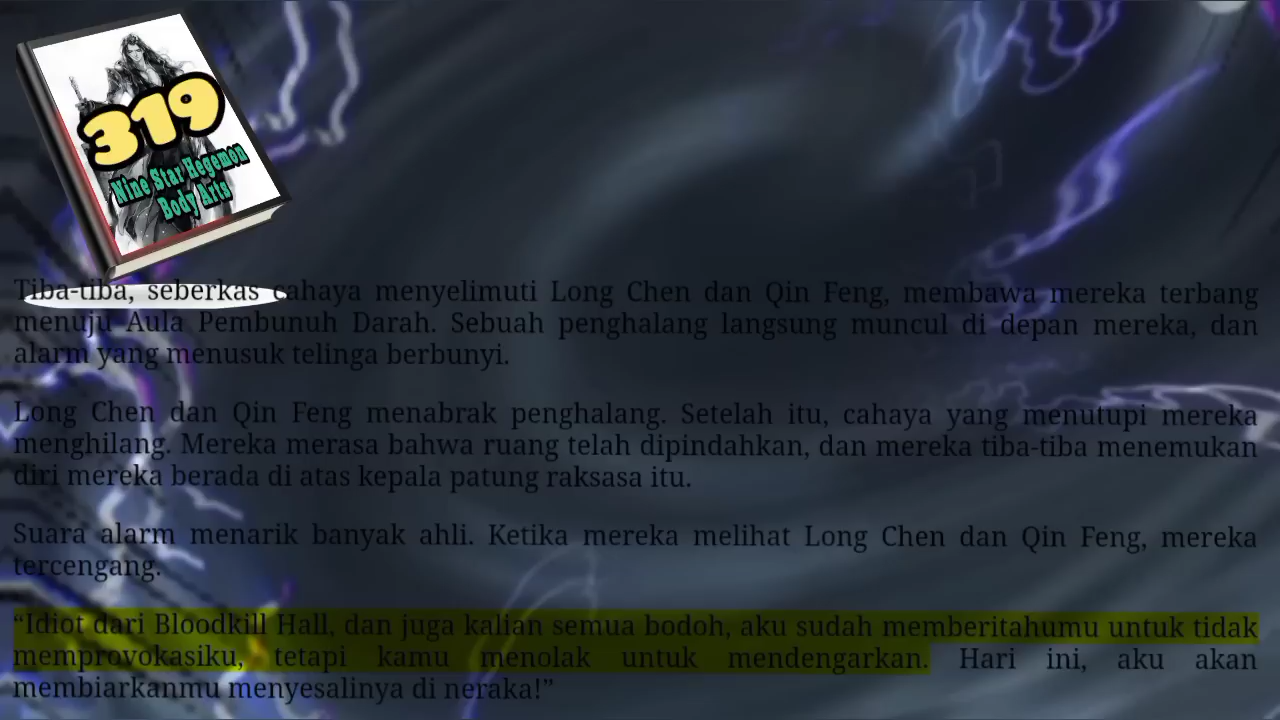 319
Nine Star Hegemon
Body Arts
Tiba-tiba, seberkas cahaya menyelimuti Long Chen dan Qin Feng, membawa mereka terbang
menuju Aula Pembunuh Darah. Sebuah penghalang langsung muncul di depan mereka, dan
alarm yang menusuk telinga berbunyi.
Long Chen dan Qin Feng menabrak penghalang. Setelah itu, cahaya yang menutupi mereka
menghilang. Mereka merasa bahwa ruang telah dipindahkan, dan mereka tiba-tiba menemukan
diri mereka berada di atas kepala patung raksasa itu.
Suara alarm menarik banyak ahli. Ketika mereka melihat Long Chen dan Qin Feng, mereka
tercengang.
“Idiot dari Bloodkill Hall, dan juga kalian semua bodoh, aku sudah memberitahumu untuk tidak
memprovokasiku, tetapi kamu menolak untuk mendengarkan. Hari ini, aku akan
membiarkanmu menyesalinya di neraka!”